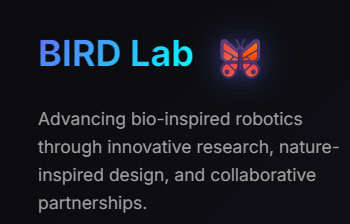 BIRD Lab
Advancing bio-inspired robotics
through innovative research, nature-
inspired design, and collaborative
partnerships.